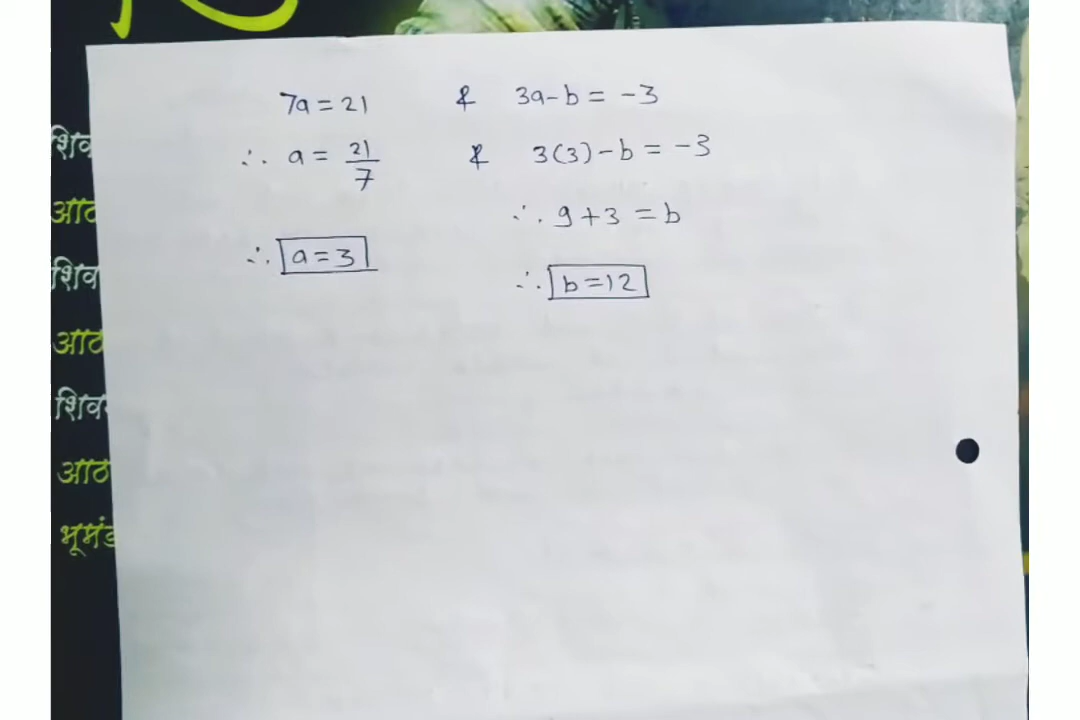 7a = 21 & 3a - b = -3
∴ a = 21/7 & 3(3) - b = -3
∴ 9 + 3 = b
∴ a = 3
∴ b = 12
शिव
आठ
शिव
आठ
शिव
आठ
भूमंड